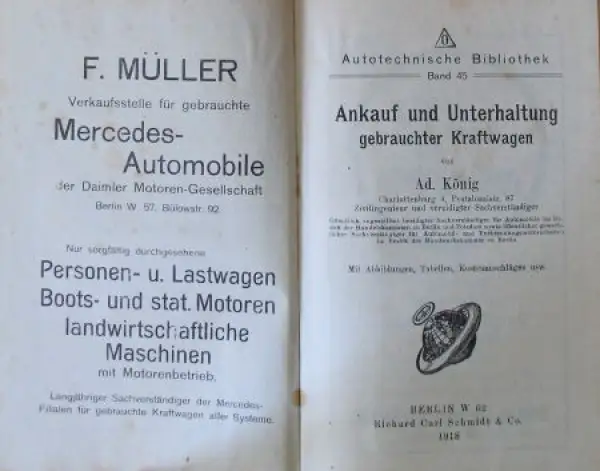 F. MÜLLER
Verkaufsstelle für gebrauchte
Mercedes-
Automobile
der Daimler Motoren-Gesellschaft
Berlin W 57, Bülowstr. 92
Nur sorgfältig durchgesehene
Personen- u. Lastwagen
Boots- und stat. Motoren
landwirtschaftliche
Maschinen
mit Motorenbetrieb.
Langjähriger Sachverständiger der Mercedes-
Filialen für gebrauchte Kraftwagen aller Systeme.
Autotechnische Bibliothek
Band 45
Ankauf und Unterhaltung
gebrauchter Kraftwagen
von
Ad. König
Charlottenburg 4, Pestalozzistr. 87
Zivilingenieur und vereidigter Sachverständiger
Mit Abbildungen, Tabellen, Kostenanschlägen usw.
BERLIN W 62
Richard Carl Schmidt & Co.
1918